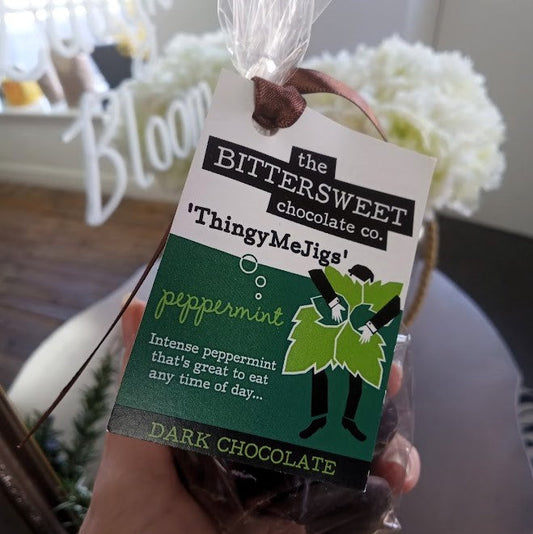 Bloom
the
BITTERSWEET
chocolate co.
'ThingyMeJigs'
peppermint
Intense peppermint
that's great to eat
any time of day...
DARK CHOCOLATE